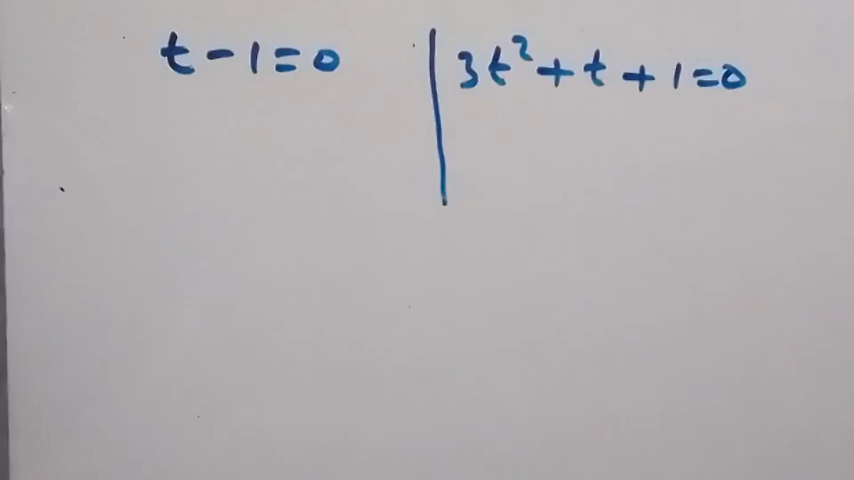 t - 1 = 0 | 3t² + t + 1 = 0